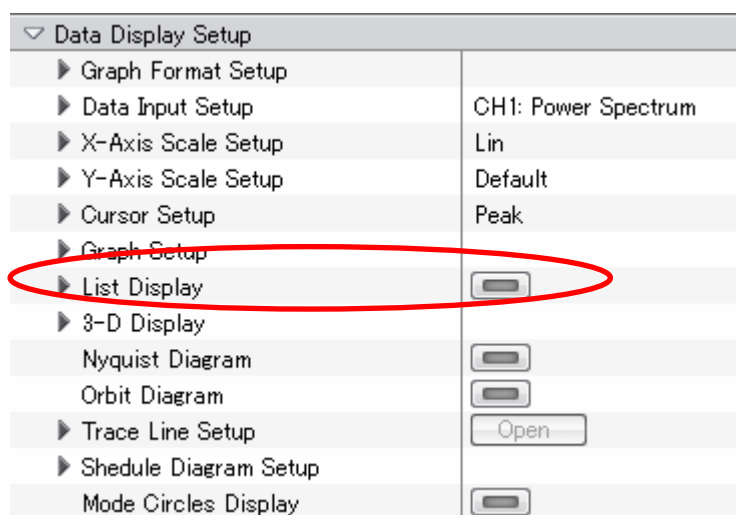 Data Display Setup
Graph Format Setup
Data Input Setup CH1: Power Spectrum
X-Axis Scale Setup Lin
Y-Axis Scale Setup Default
Cursor Setup Peak
Graph Setup
List Display
3-D Display
Nyquist Diagram
Orbit Diagram
Trace Line Setup Open
Shedule Diagram Setup
Mode Circles Display